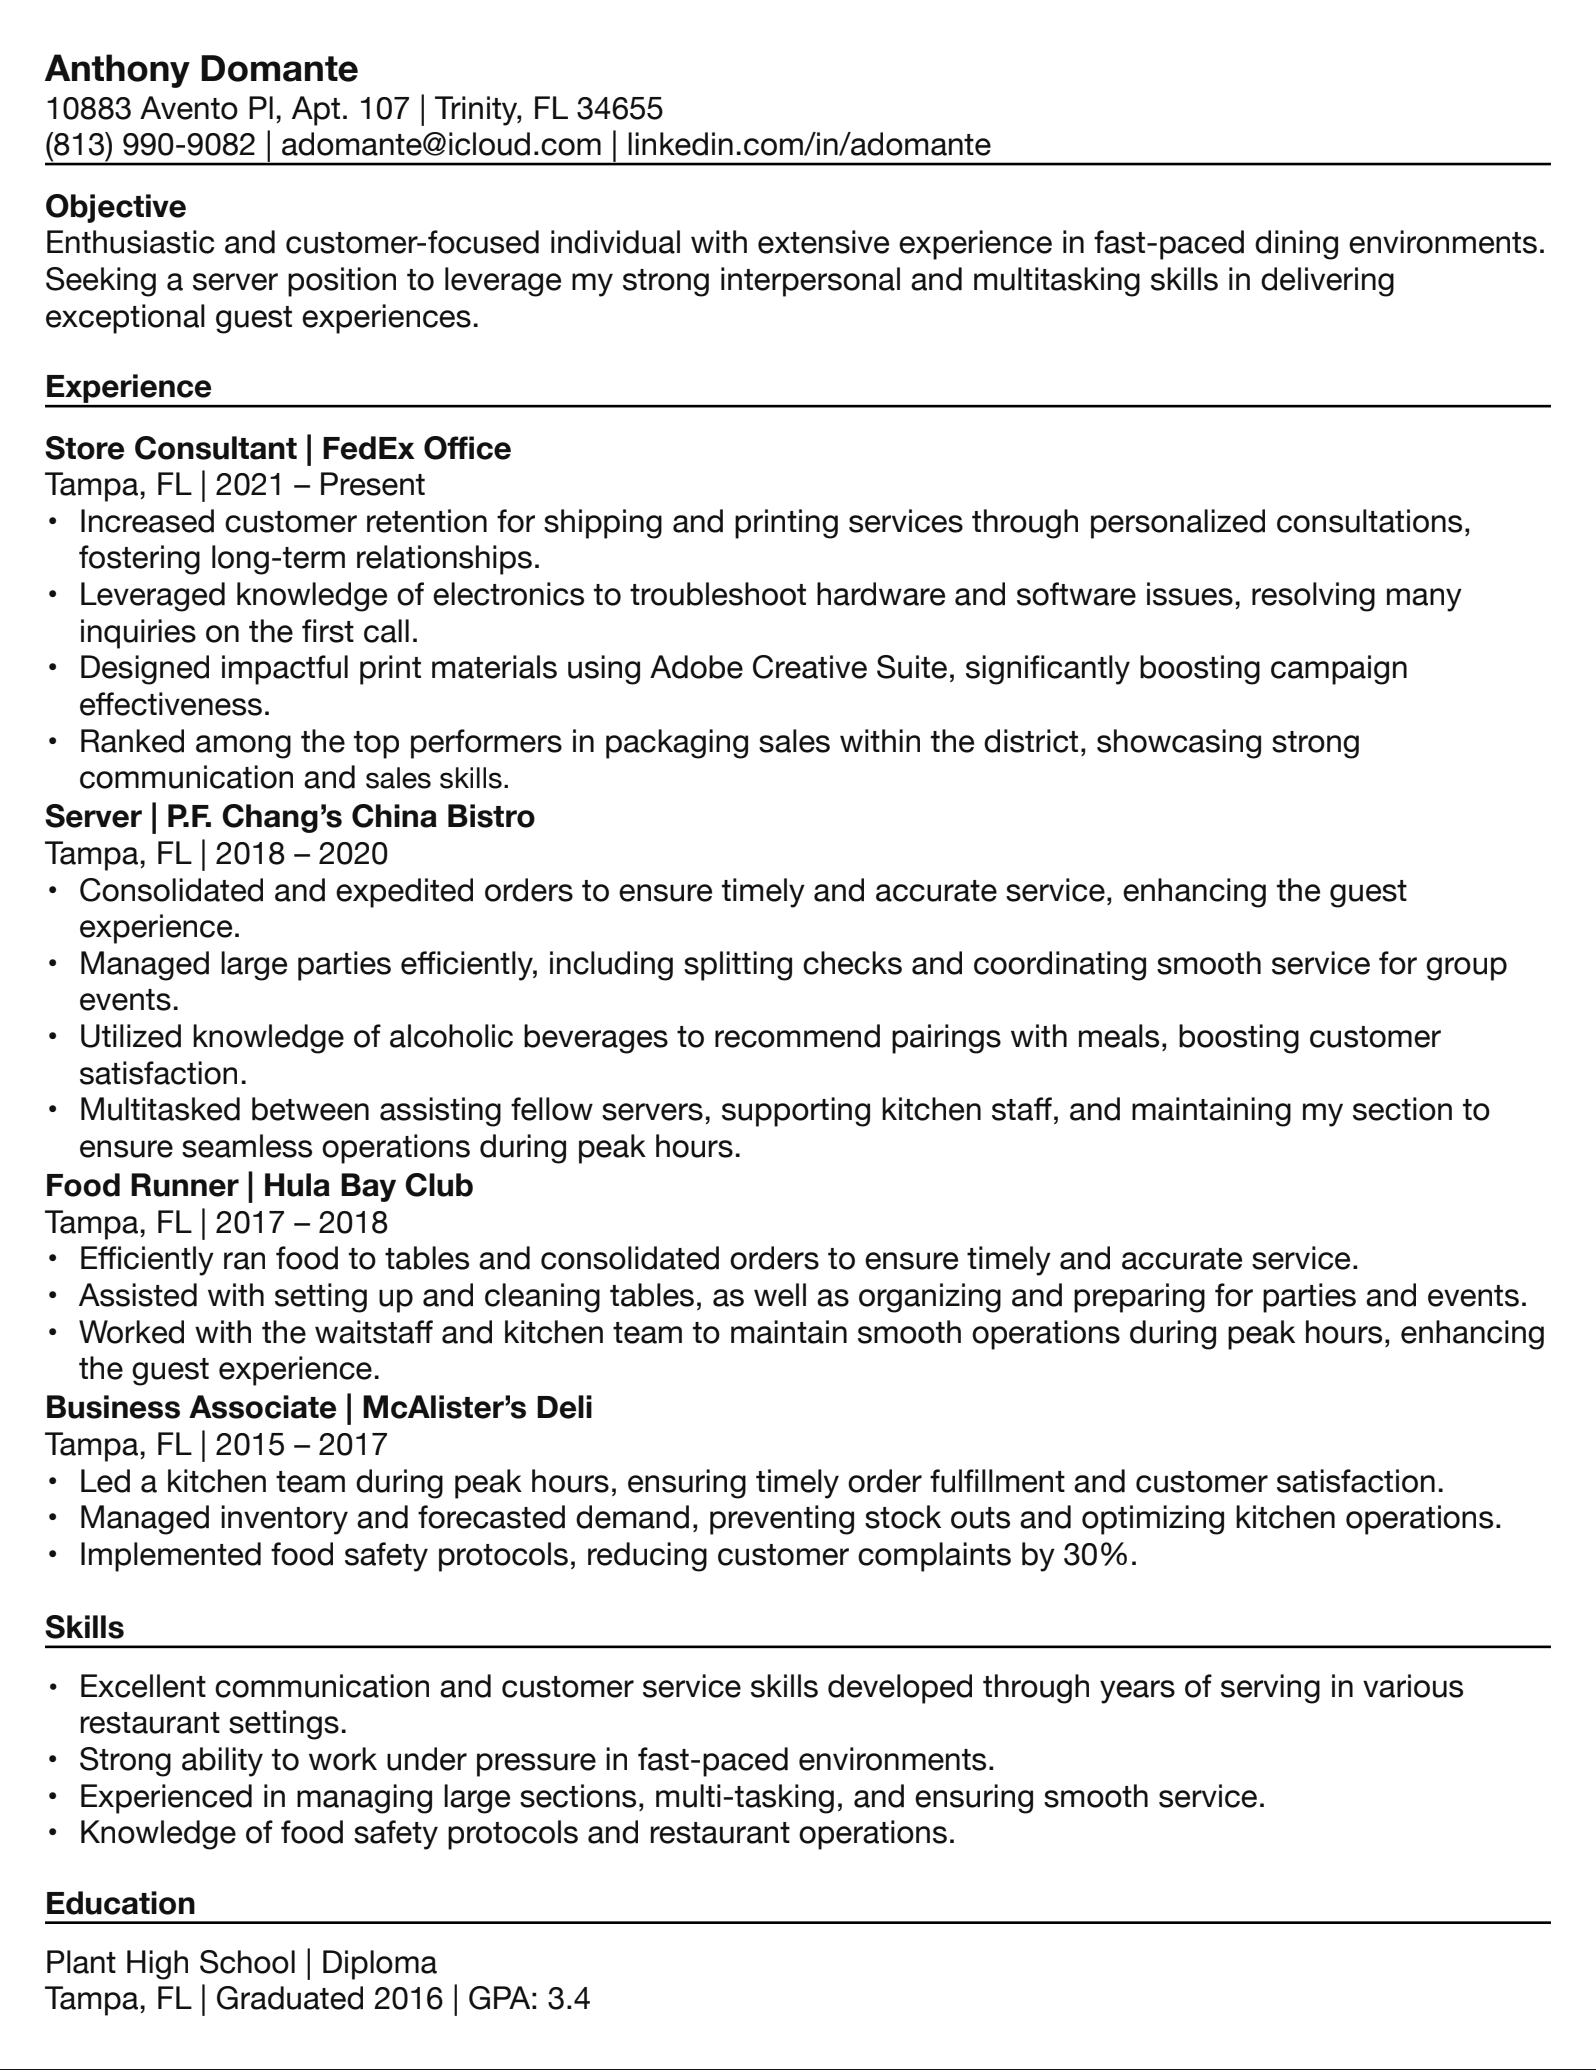 Anthony Domante
10883 Avento Pl, Apt. 107 | Trinity, FL 34655
(813) 990-9082 | adomante@icloud.com | linkedin.com/in/adomante
Objective
Enthusiastic and customer-focused individual with extensive experience in fast-paced dining environments.
Seeking a server position to leverage my strong interpersonal and multitasking skills in delivering
exceptional guest experiences.
Experience
Store Consultant | FedEx Office
Tampa, FL | 2021 – Present
• Increased customer retention for shipping and printing services through personalized consultations,
fostering long-term relationships.
• Leveraged knowledge of electronics to troubleshoot hardware and software issues, resolving many
inquiries on the first call.
• Designed impactful print materials using Adobe Creative Suite, significantly boosting campaign
effectiveness.
• Ranked among the top performers in packaging sales within the district, showcasing strong
communication and sales skills.
Server | P.F. Chang’s China Bistro
Tampa, FL | 2018 – 2020
• Consolidated and expedited orders to ensure timely and accurate service, enhancing the guest
experience.
• Managed large parties efficiently, including splitting checks and coordinating smooth service for group
events.
• Utilized knowledge of alcoholic beverages to recommend pairings with meals, boosting customer
satisfaction.
• Multitasked between assisting fellow servers, supporting kitchen staff, and maintaining my section to
ensure seamless operations during peak hours.
Food Runner | Hula Bay Club
Tampa, FL | 2017 – 2018
• Efficiently ran food to tables and consolidated orders to ensure timely and accurate service.
• Assisted with setting up and cleaning tables, as well as organizing and preparing for parties and events.
• Worked with the waitstaff and kitchen team to maintain smooth operations during peak hours, enhancing
the guest experience.
Business Associate | McAlister’s Deli
Tampa, FL | 2015 – 2017
• Led a kitchen team during peak hours, ensuring timely order fulfillment and customer satisfaction.
• Managed inventory and forecasted demand, preventing stock outs and optimizing kitchen operations.
• Implemented food safety protocols, reducing customer complaints by 30%.
Skills
• Excellent communication and customer service skills developed through years of serving in various
restaurant settings.
• Strong ability to work under pressure in fast-paced environments.
• Experienced in managing large sections, multi-tasking, and ensuring smooth service.
• Knowledge of food safety protocols and restaurant operations.
Education
Plant High School | Diploma
Tampa, FL | Graduated 2016 | GPA: 3.4